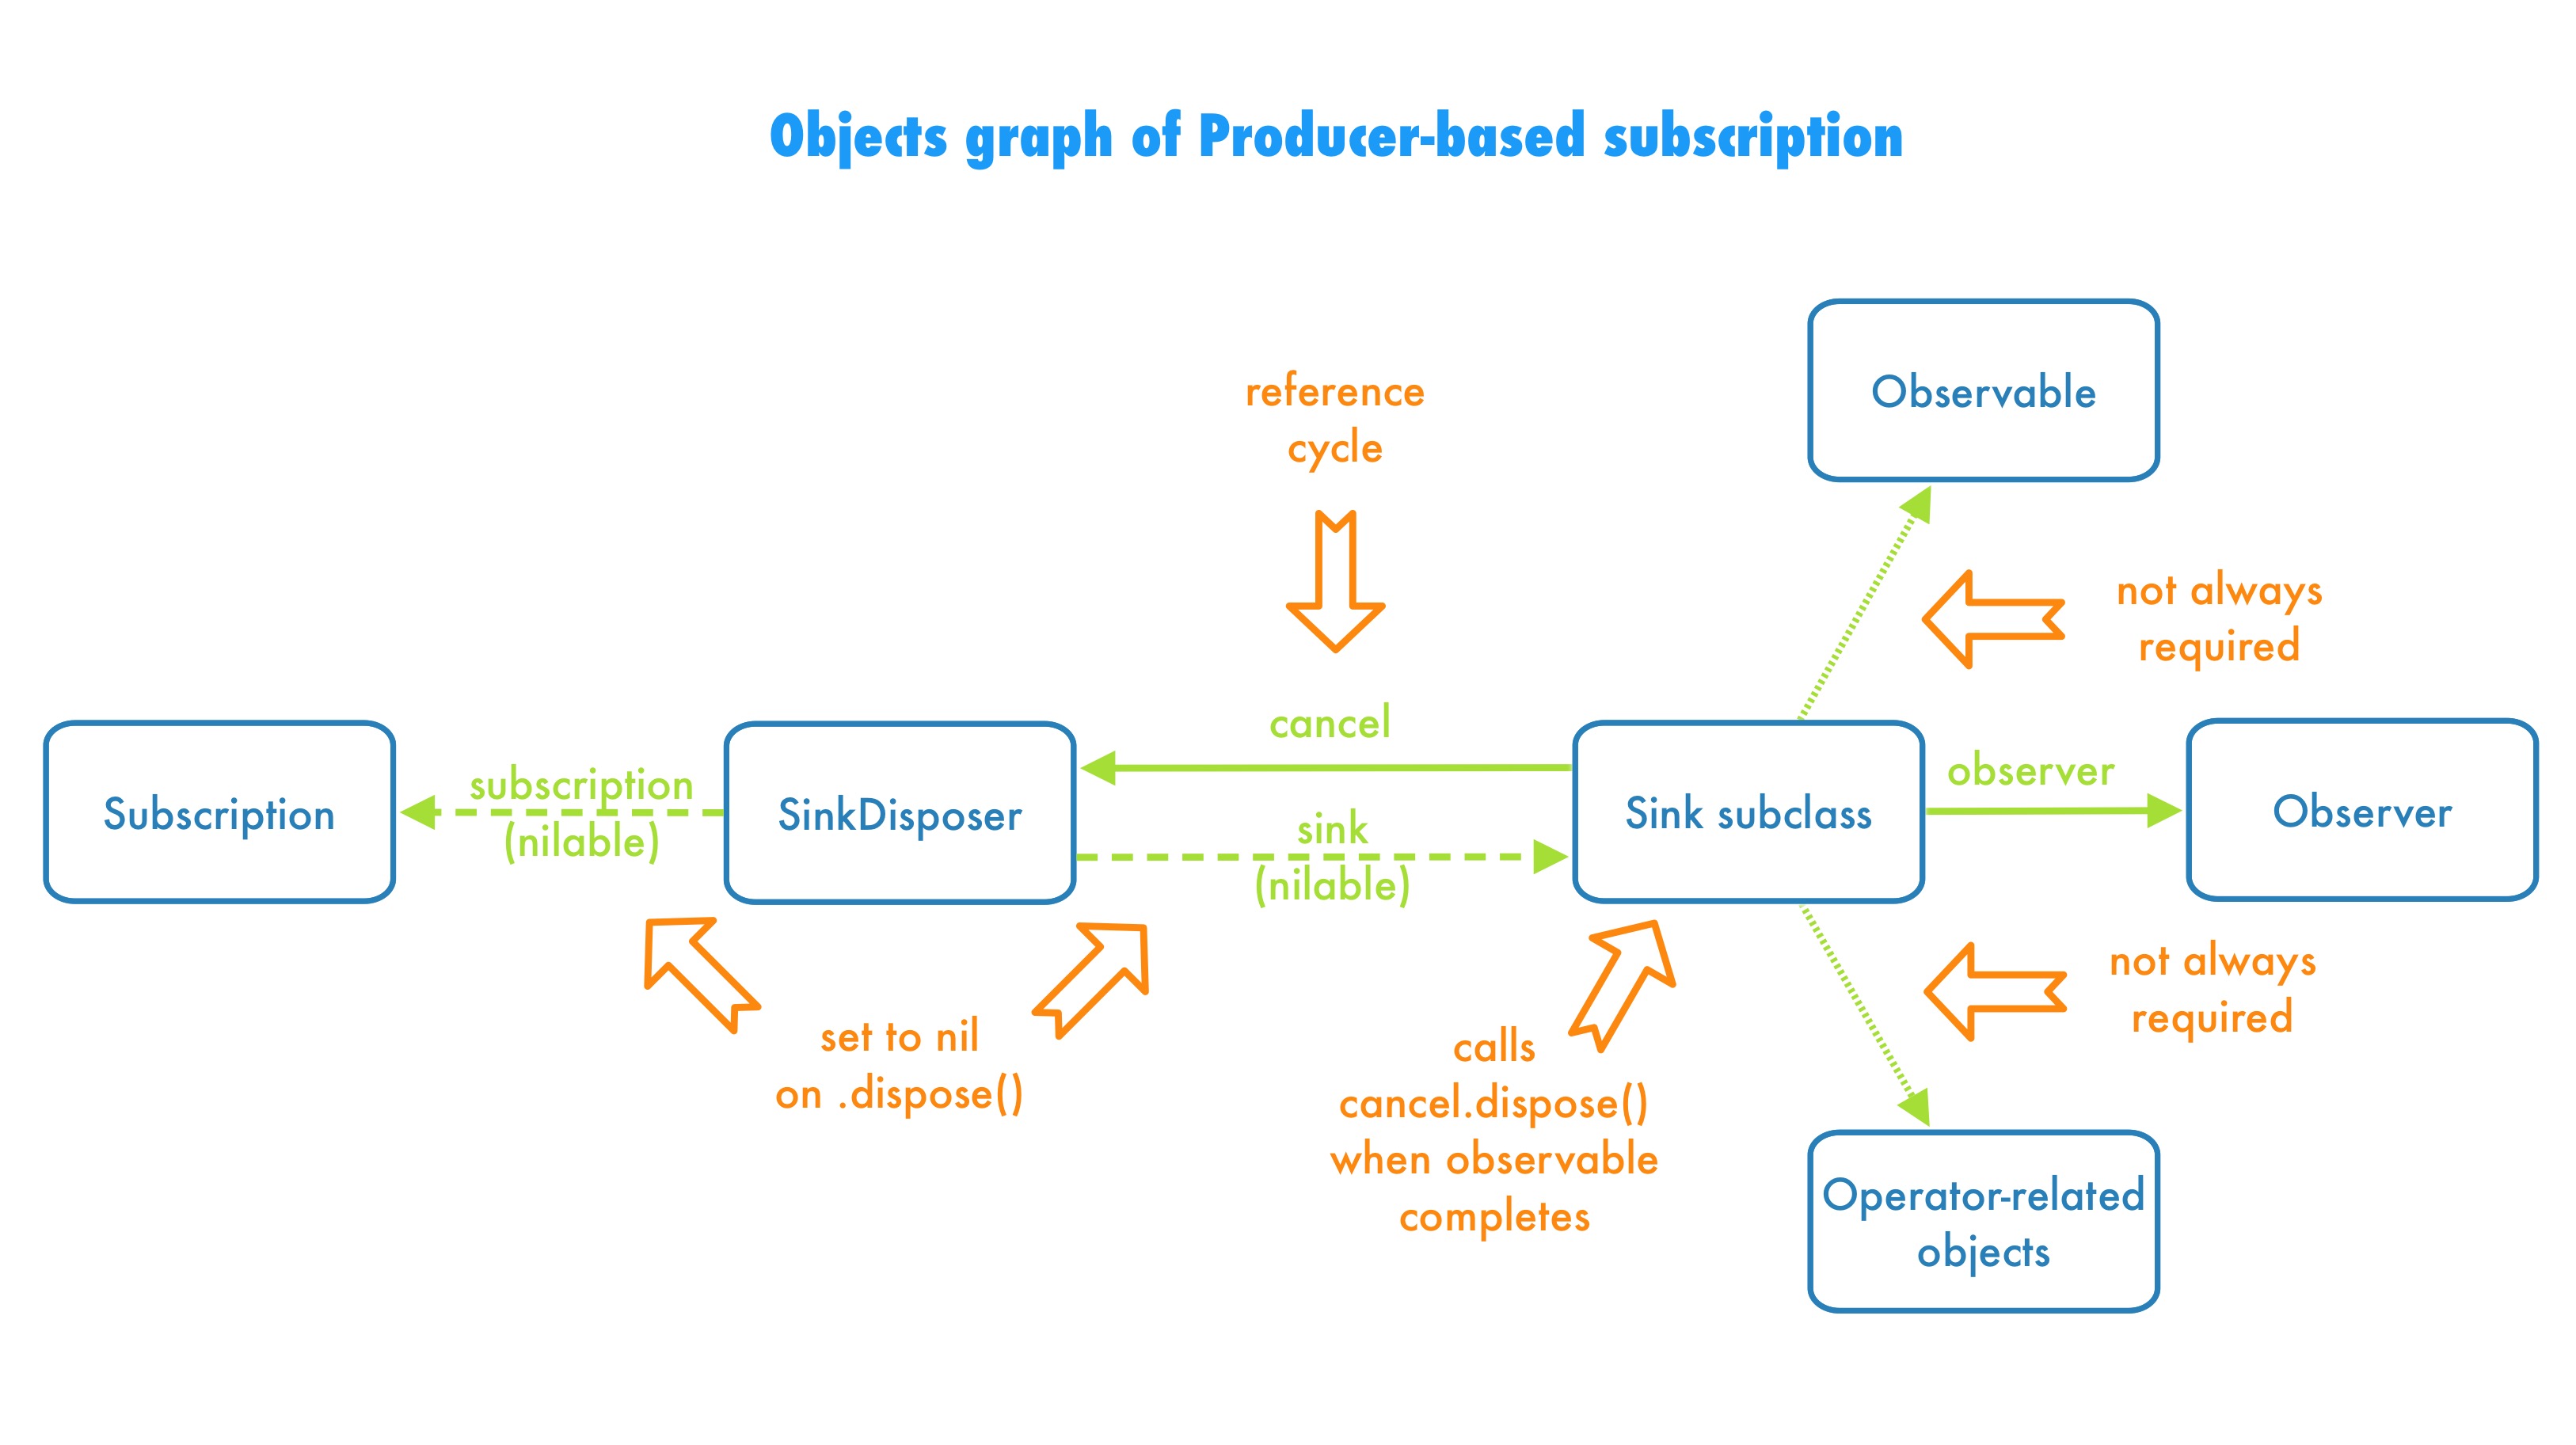 Objects graph of Producer-based subscription
Observable
reference
cycle
not always
required
cancel
Subscription
subscription
(nilable)
SinkDisposer
sink
(nilable)
Sink subclass
observer
Observer
set to nil
on .dispose()
calls
cancel.dispose()
when observable
completes
not always
required
Operator-related
objects